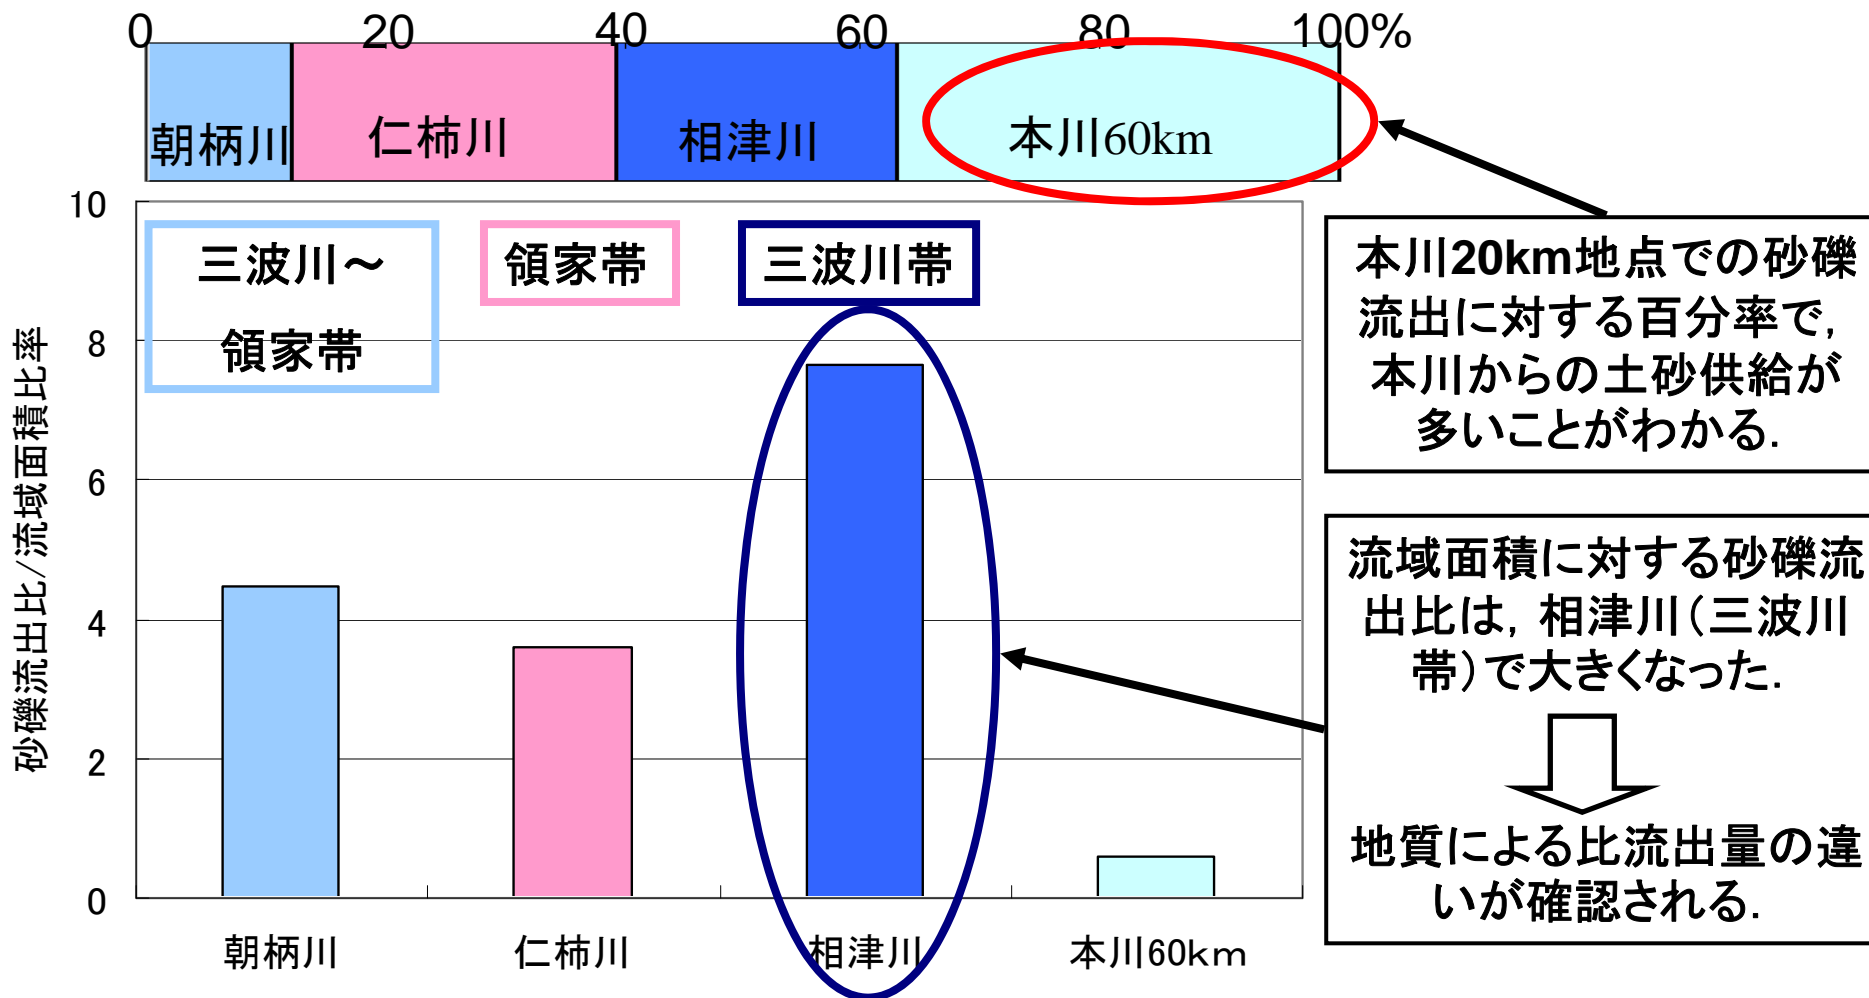 0 20 40 60 80 100%
朝柄川 仁柿川 相津川 本川60km
砂礫流出比/流域面積比率
10
8
6
4
2
0
三波川～
領家帯
領家帯
三波川帯
朝柄川 仁柿川 相津川 本川60km
本川20km地点での砂礫
流出に対する百分率で,
本川からの土砂供給が
多いことがわかる.
流域面積に対する砂礫流
出比は, 相津川（三波川
帯）で大きくなった.
地質による比流出量の違
いが確認される.